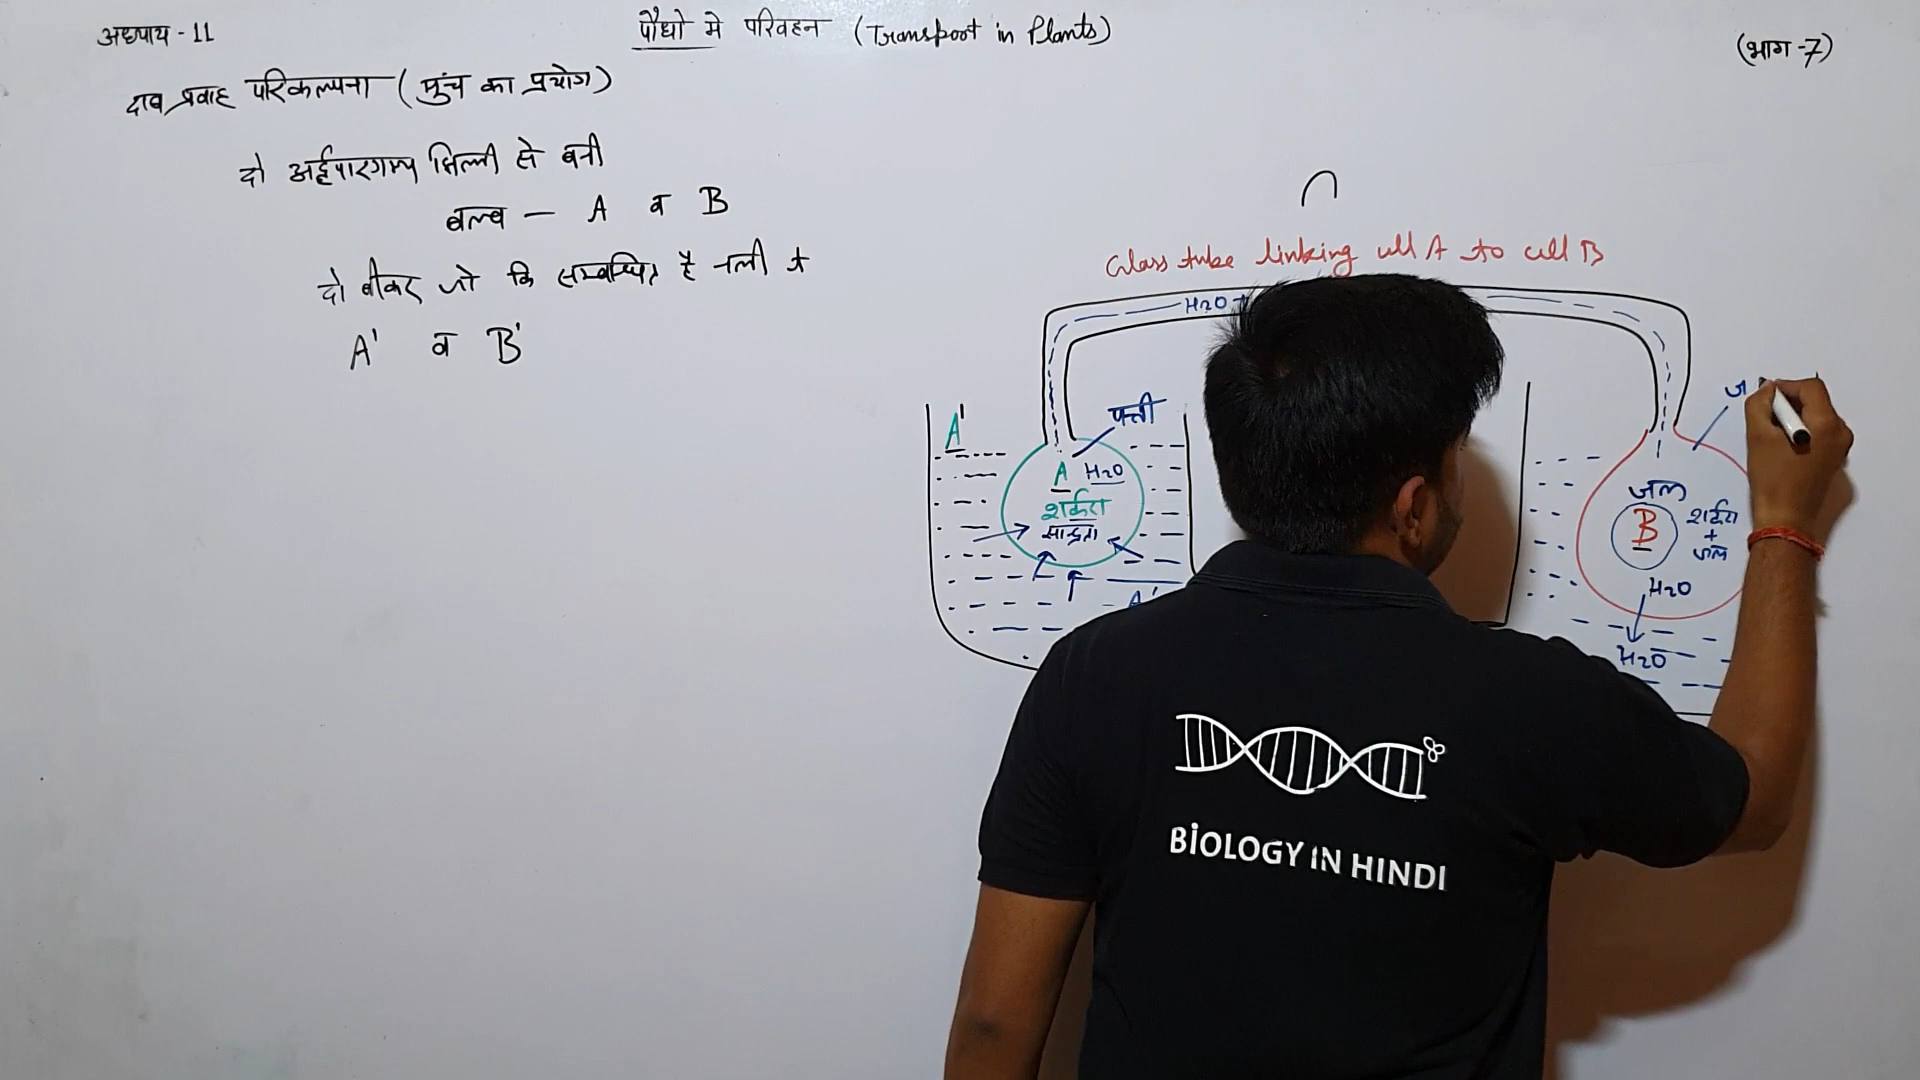 अध्याय - 11
पौधो मे परिवहन (Transport in Plants)
(भाग -7)
दाब प्रवाह परिकल्पना (मुंच का प्रयोग)
दो अर्द्धपारगम्य झिल्ली से बनी
बल्ब — A व B
दो बीकर जो कि सम्बन्धित है नली से
A' व B'
Glass tube linking cell A to cell B
H2O +
A'
पत्ती
A H2O
शर्करा
सान्द्रता
A'
ज
जल
B
शर्करा
+
जल
H2O
H2O
BIOLOGY IN HINDI